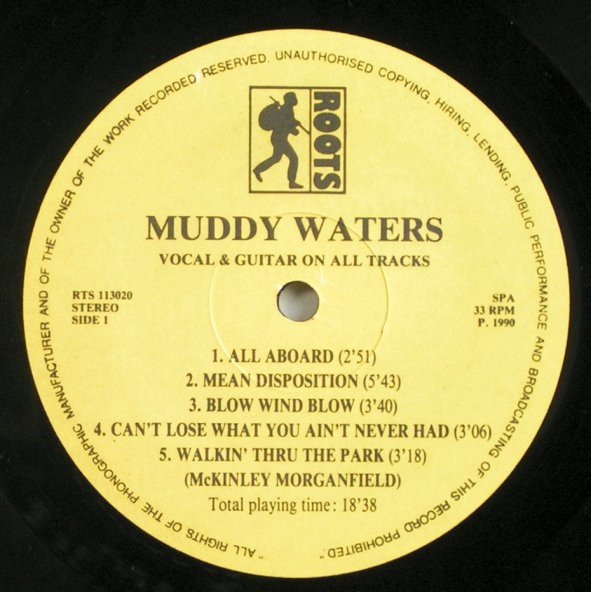 "ALL RIGHTS OF THE PHONOGRAPHIC MANUFACTURER AND OF THE OWNER OF THE WORK RECORDED RESERVED. UNAUTHORISED COPYING, HIRING, LENDING, PUBLIC PERFORMANCE AND BROADCASTING OF THIS RECORD PROHIBITED."
ROOTS
MUDDY WATERS
VOCAL & GUITAR ON ALL TRACKS
RTS 113020
STEREO
SIDE 1
SPA
33 RPM
P. 1990
1. ALL ABOARD (2'51)
2. MEAN DISPOSITION (5'43)
3. BLOW WIND BLOW (3'40)
4. CAN'T LOSE WHAT YOU AIN'T NEVER HAD (3'06)
5. WALKIN' THRU THE PARK (3'18)
(McKINLEY MORGANFIELD)
Total playing time: 18'38